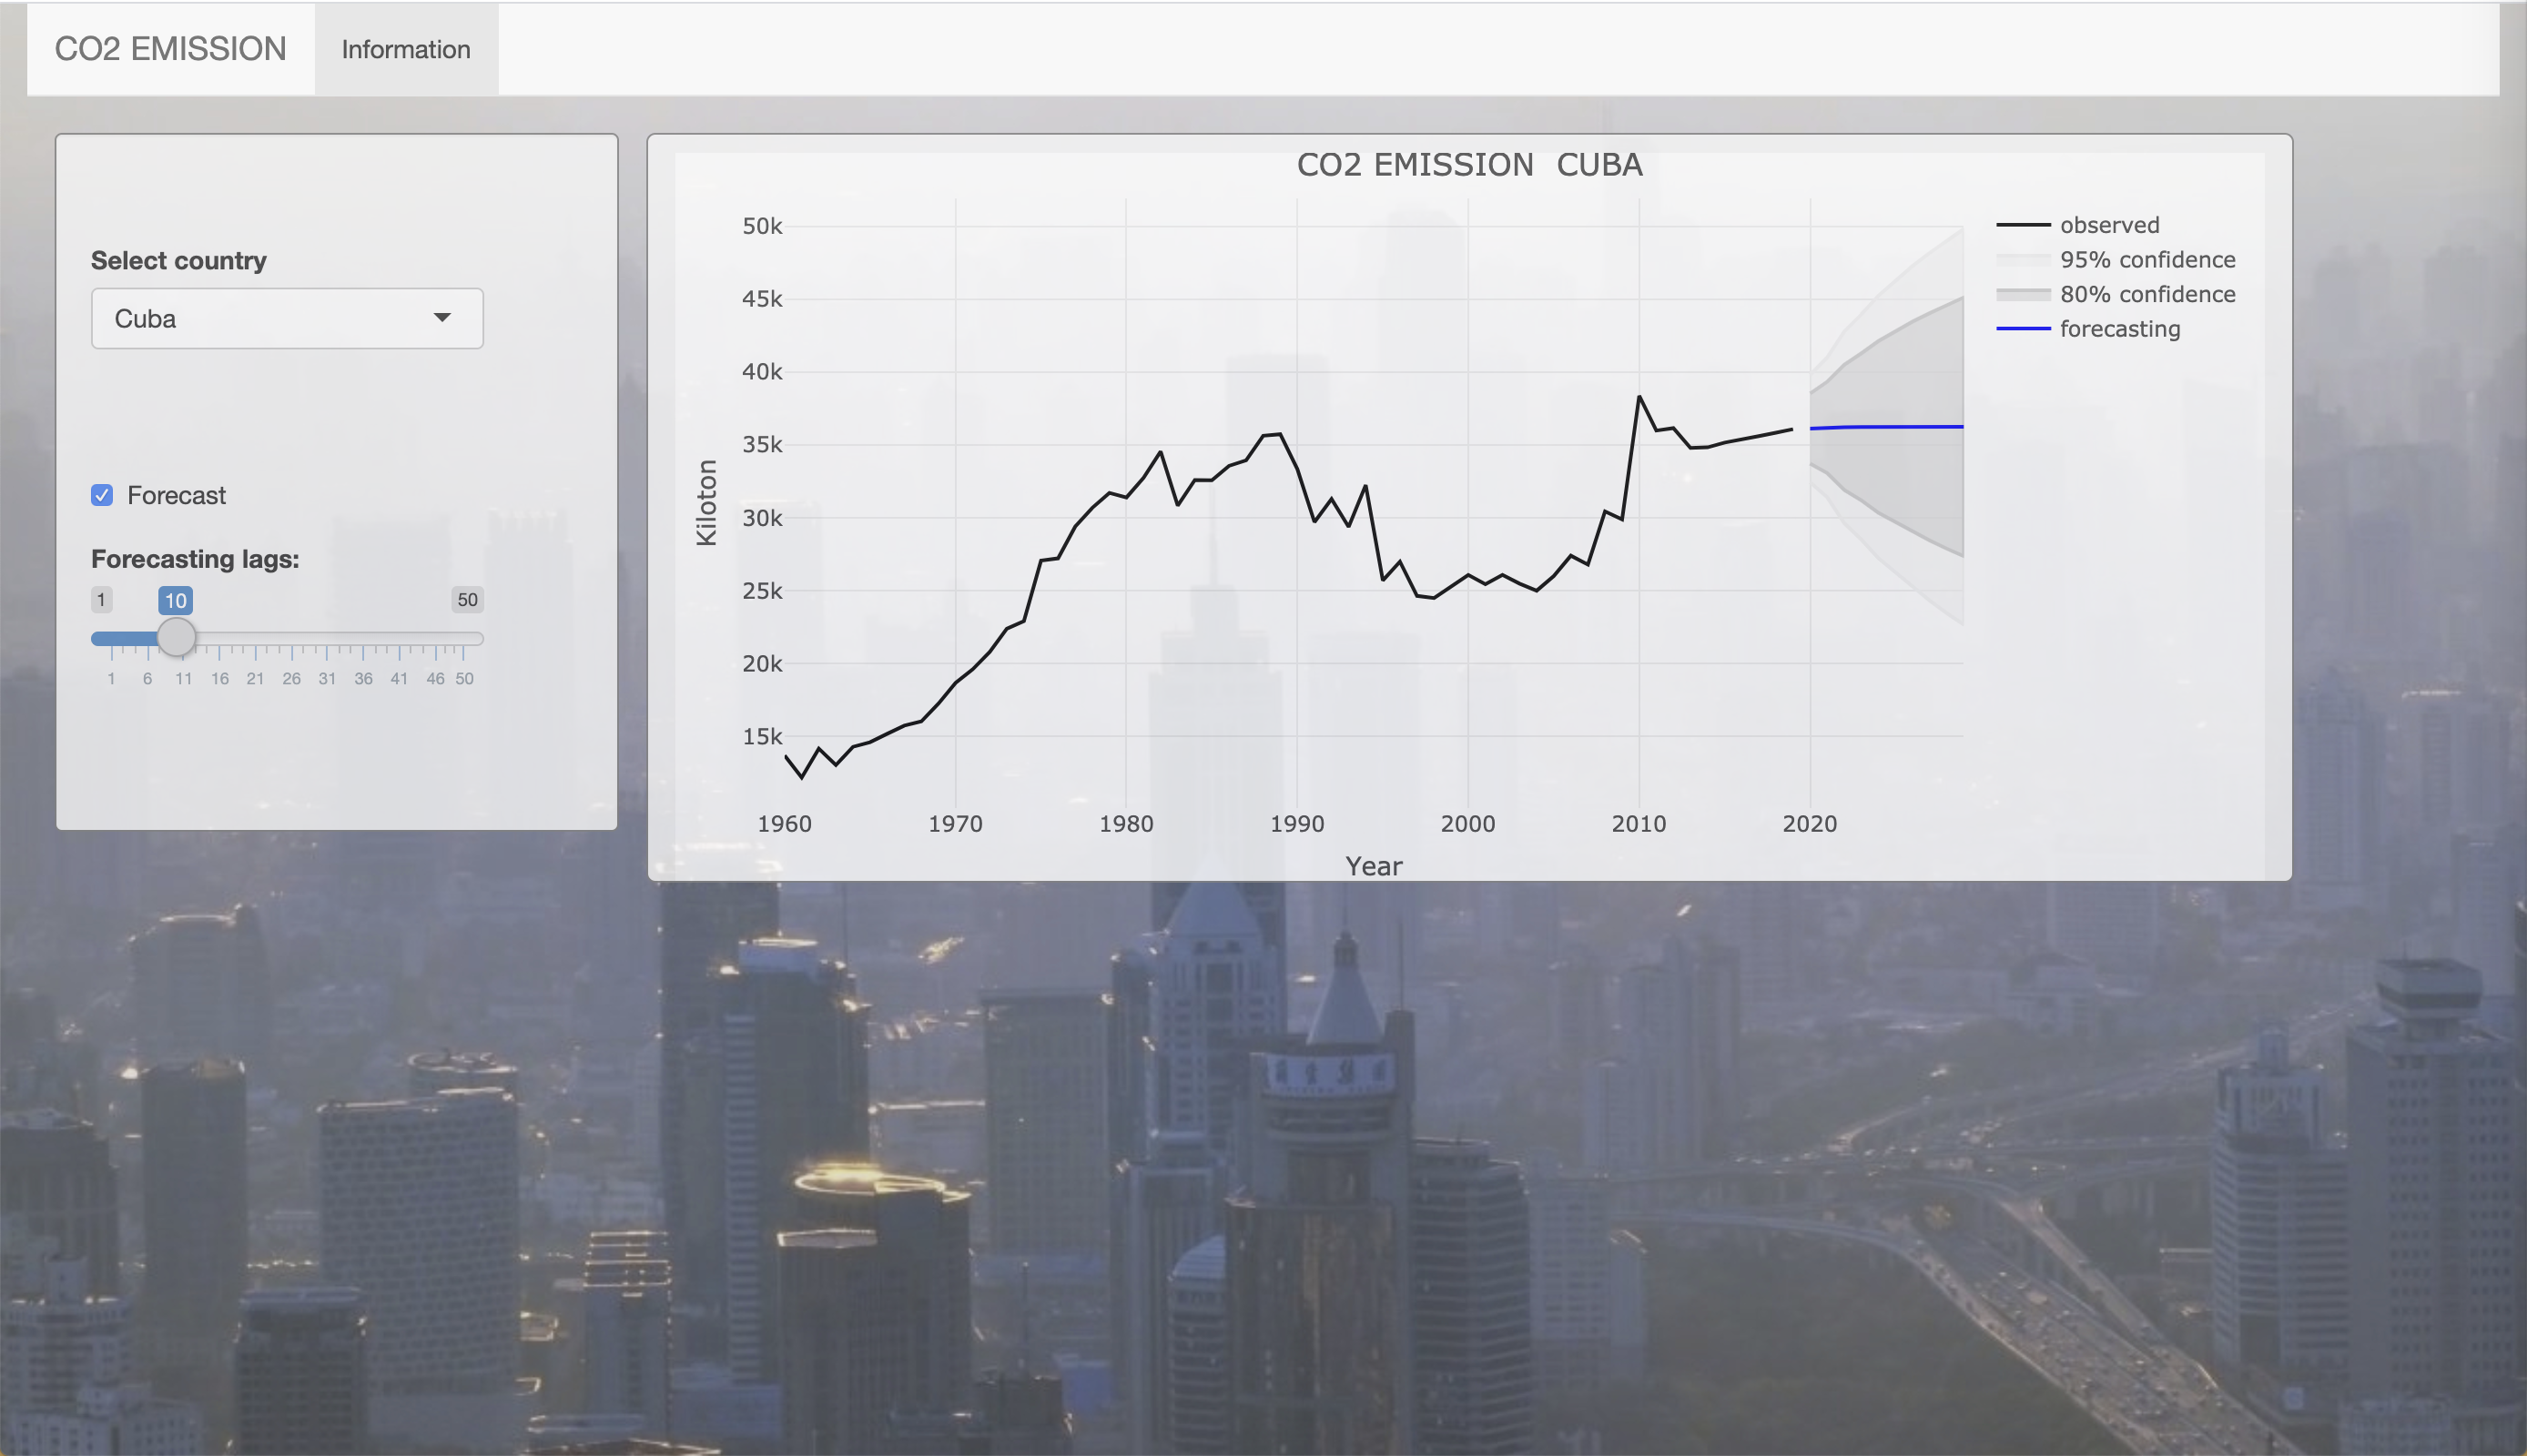 CO2 EMISSION
Information
Select country
Cuba
Forecast
Forecasting lags:
1 10 50
1 6 11 16 21 26 31 36 41 46 50
CO2 EMISSION CUBA
50k
45k
40k
35k
30k
25k
20k
15k
Kiloton
1960 1970 1980 1990 2000 2010 2020
Year
observed
95% confidence
80% confidence
forecasting